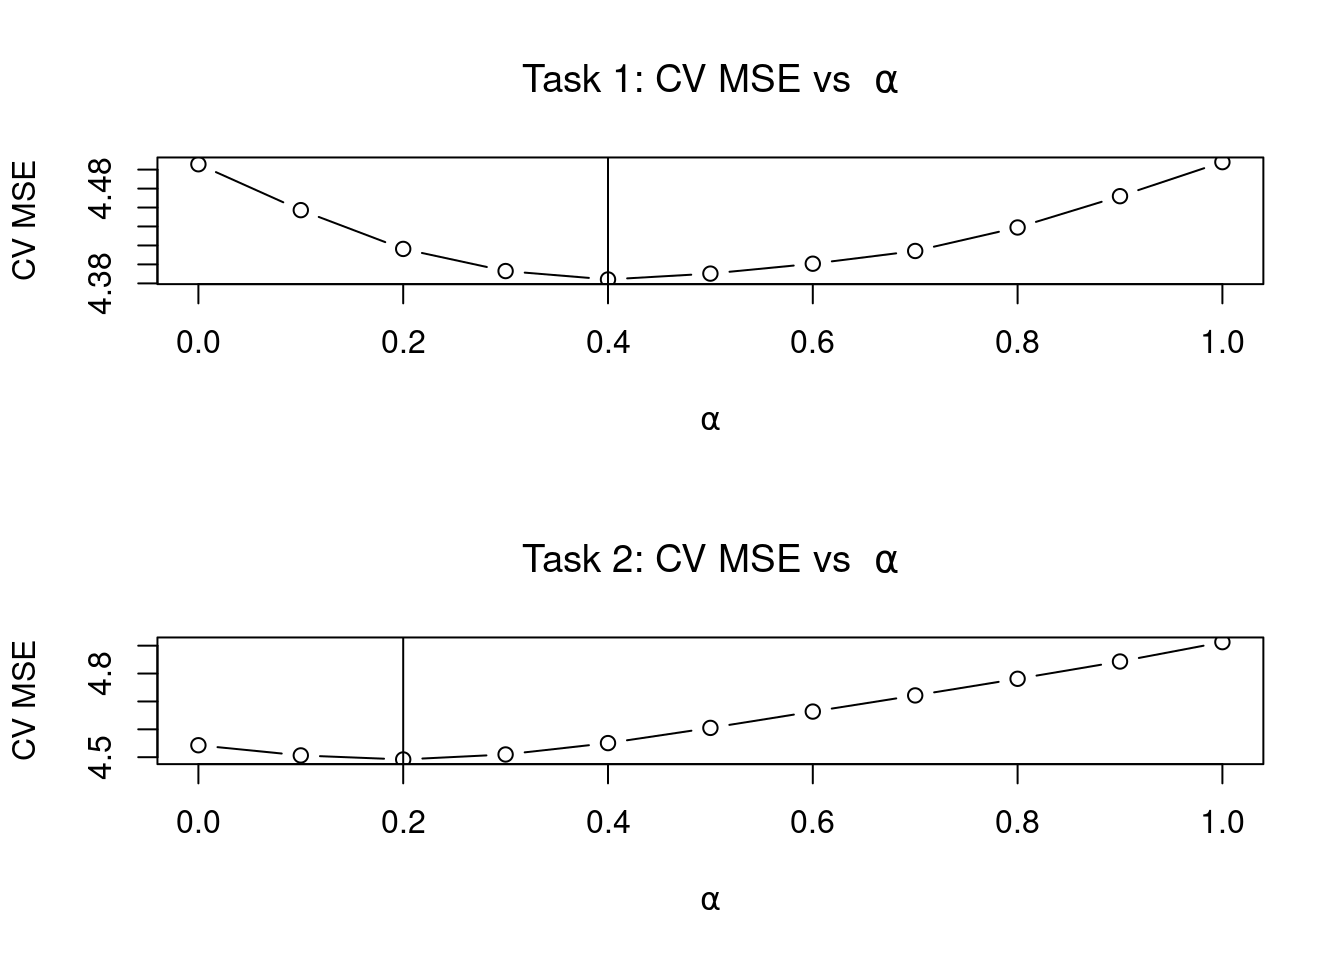 Task 1: CV MSE vs α
CV MSE
4.48
4.38
0.0 0.2 0.4 0.6 0.8 1.0
α
Task 2: CV MSE vs α
CV MSE
4.8
4.5
0.0 0.2 0.4 0.6 0.8 1.0
α